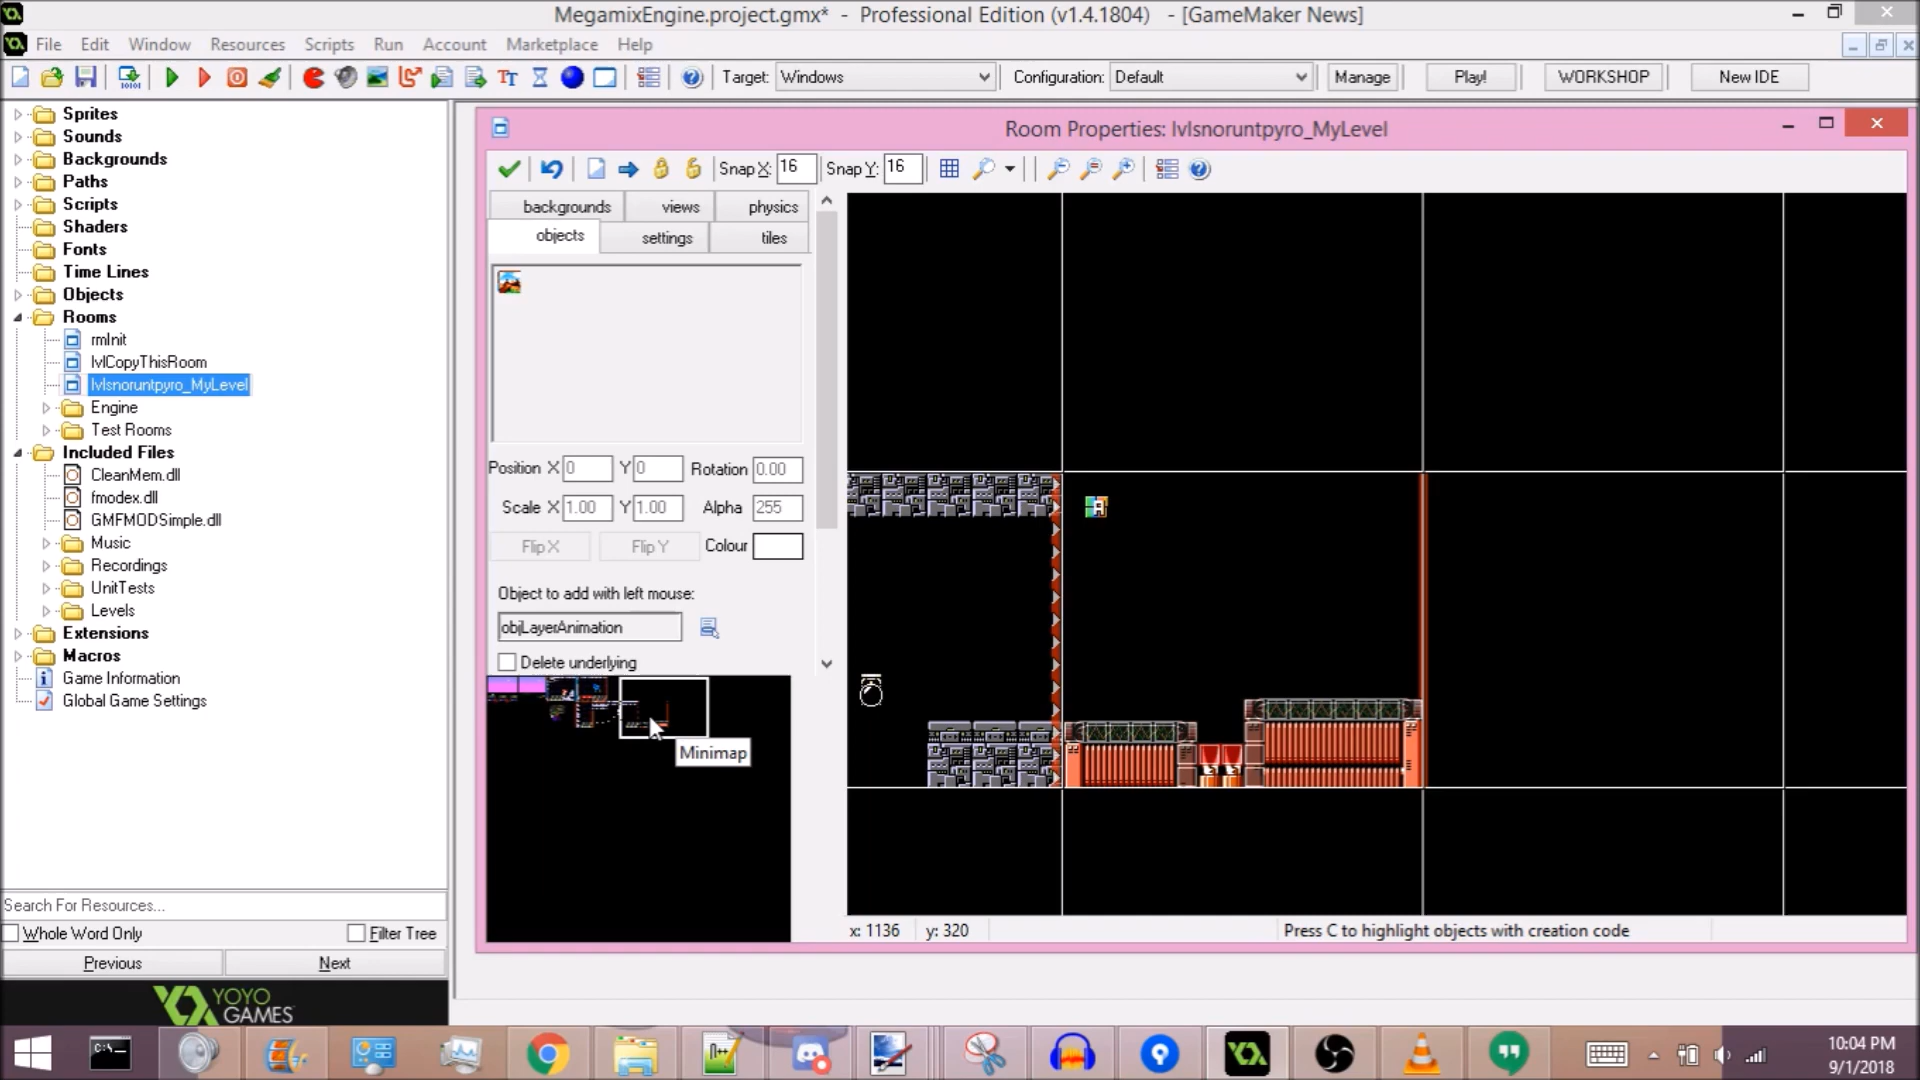 MegamixEngine.project.gmx* - Professional Edition (v1.4.1804) - [GameMaker News]
File Edit Window Resources Scripts Run Account Marketplace Help
Target: Windows Configuration: Default Manage Play! WORKSHOP New IDE
Sprites
Sounds
Backgrounds
Paths
Scripts
Shaders
Fonts
Time Lines
Objects
Rooms
rmInit
lvlCopyThisRoom
lvlsnoruntpyro_MyLevel
Engine
Test Rooms
Included Files
CleanMem.dll
fmodex.dll
GMFMODSimple.dll
Music
Recordings
UnitTests
Levels
Extensions
Macros
Game Information
Global Game Settings
Search For Resources...
Whole Word Only Filter Tree
Previous Next
YOYO
GAMES
Room Properties: lvlsnoruntpyro_MyLevel
Snap X: 16 Snap Y: 16
backgrounds views physics
objects settings tiles
Position X 0 Y 0 Rotation 0.00
Scale X 1.00 Y 1.00 Alpha 255
Flip X Flip Y Colour
Object to add with left mouse:
objLayerAnimation
Delete underlying
Minimap
A
x: 1136 y: 320 Press C to highlight objects with creation code
10:04 PM
9/1/2018